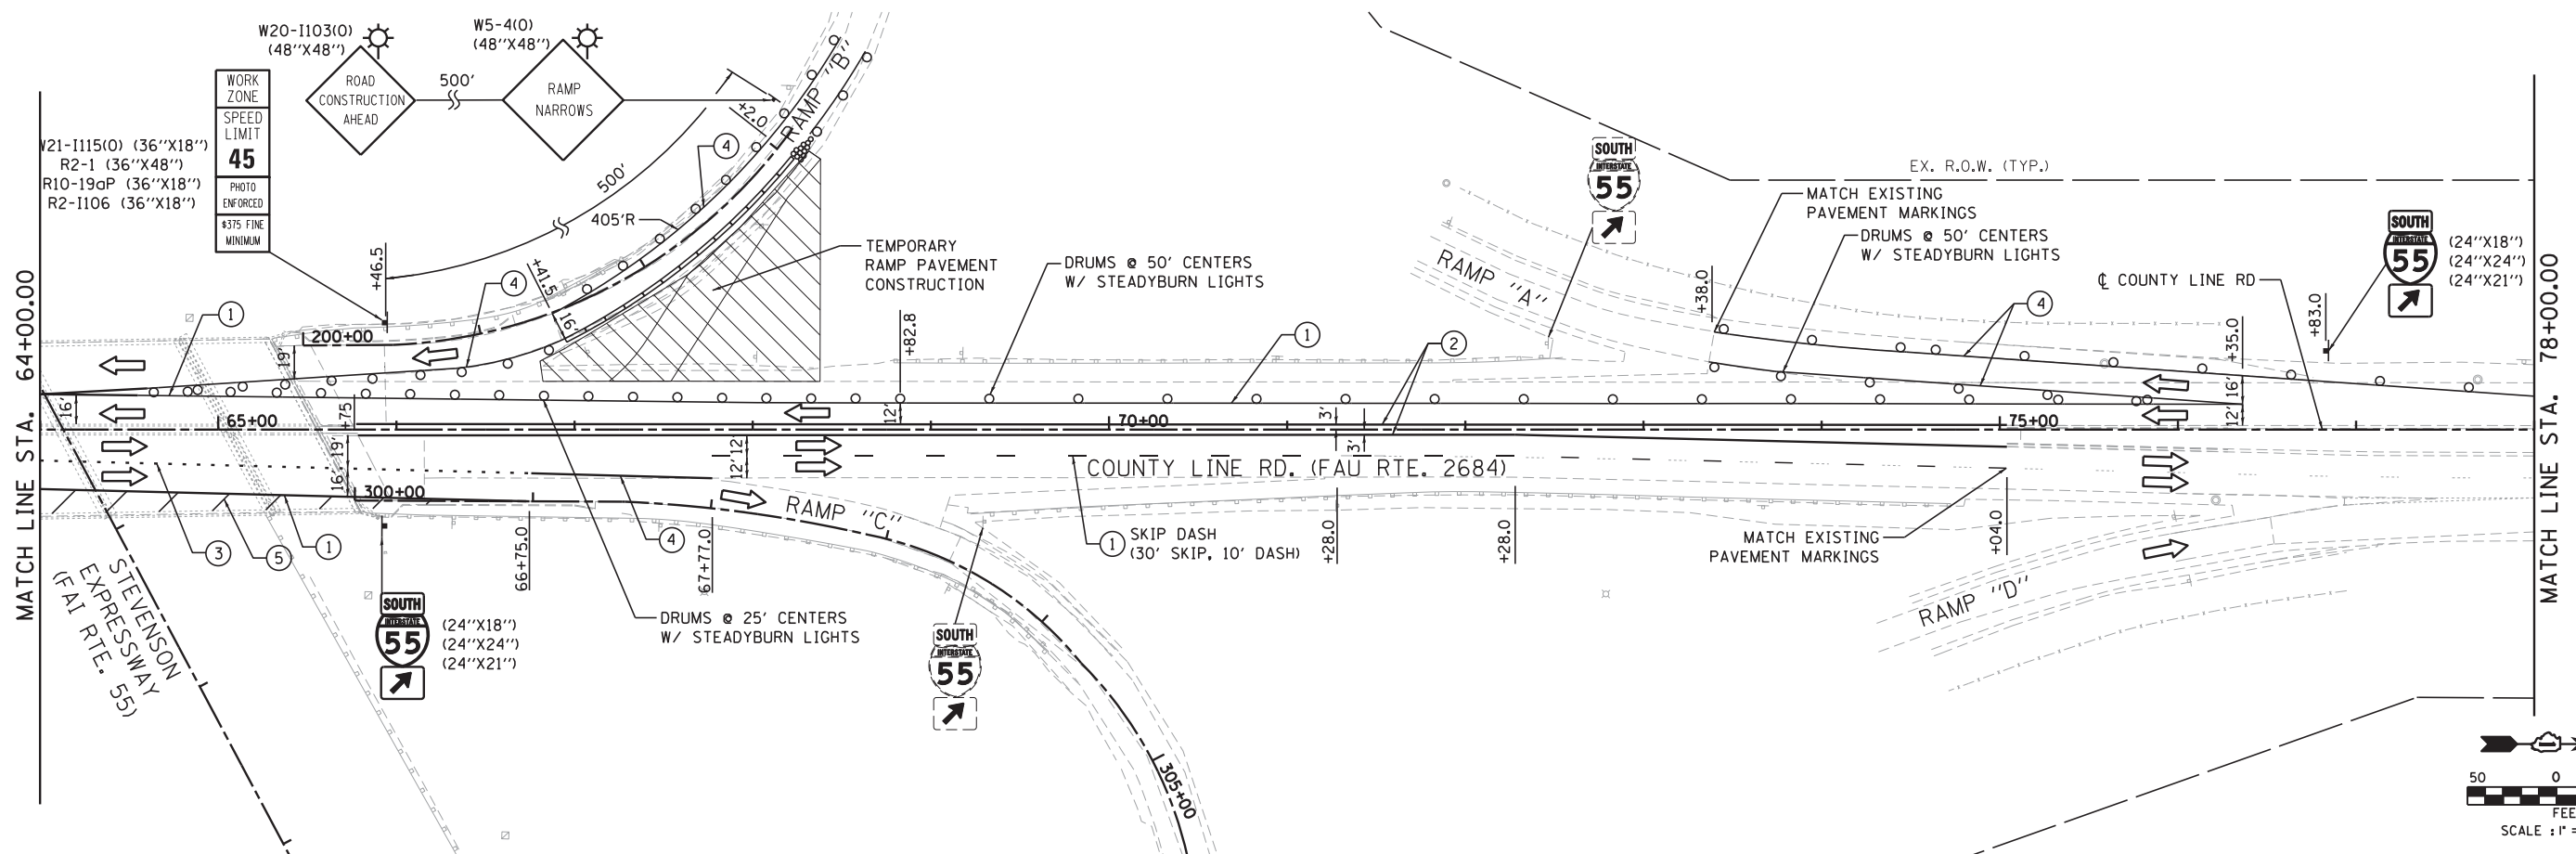 W20-I103(O)
(48"X48")
W5-4(O)
(48"X48")
WORK
ZONE
SPEED
LIMIT
45
PHOTO
ENFORCED
$375 FINE
MINIMUM
ROAD
CONSTRUCTION
AHEAD
500'
RAMP
NARROWS
W21-I115(O) (36"X18")
R2-1 (36"X48")
R10-19aP (36"X18")
R2-I106 (36"X18")
+2.0
RAMP "B"
4
500'
405'R
+46.5
+41.5
16'
4
TEMPORARY
RAMP PAVEMENT
CONSTRUCTION
DRUMS @ 50' CENTERS
W/ STEADYBURN LIGHTS
SOUTH
INTERSTATE
55
EX. R.O.W. (TYP.)
MATCH EXISTING
PAVEMENT MARKINGS
DRUMS @ 50' CENTERS
W/ STEADYBURN LIGHTS
RAMP "A"
+38.0
4
℄ COUNTY LINE RD
+83.0
SOUTH
INTERSTATE
55
(24"X18")
(24"X24")
(24"X21")
MATCH LINE STA. 64+00.00
1
200+00
19'
+82.8
1
2
+35.0
16'
12'
16'
65+00
+75
12'
70+00
3'
3'
75+00
MATCH LINE STA. 78+00.00
19'
16'
12'
12'
COUNTY LINE RD. (FAU RTE. 2684)
300+00
RAMP "C"
3
5
1
66+75.0
4
67+77.0
1 SKIP DASH
(30' SKIP, 10' DASH)
+28.0
+28.0
MATCH EXISTING
PAVEMENT MARKINGS
+04.0
RAMP "D"
STEVENSON
EXPRESSWAY
(FAI RTE. 55)
SOUTH
INTERSTATE
55
(24"X18")
(24"X24")
(24"X21")
DRUMS @ 25' CENTERS
W/ STEADYBURN LIGHTS
SOUTH
INTERSTATE
55
305+00
50 0
FEE
SCALE : 1" =